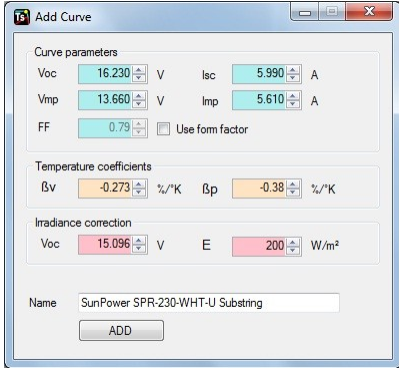 TS Add Curve
Curve parameters
Voc 16.230 V Isc 5.990 A
Vmp 13.660 V Imp 5.610 A
FF 0.79 Use form factor
Temperature coefficients
ßv -0.273 %/°K ßp -0.38 %/°K
Irradiance correction
Voc 15.096 V E 200 W/m²
Name SunPower SPR-230-WHT-U Substring
ADD